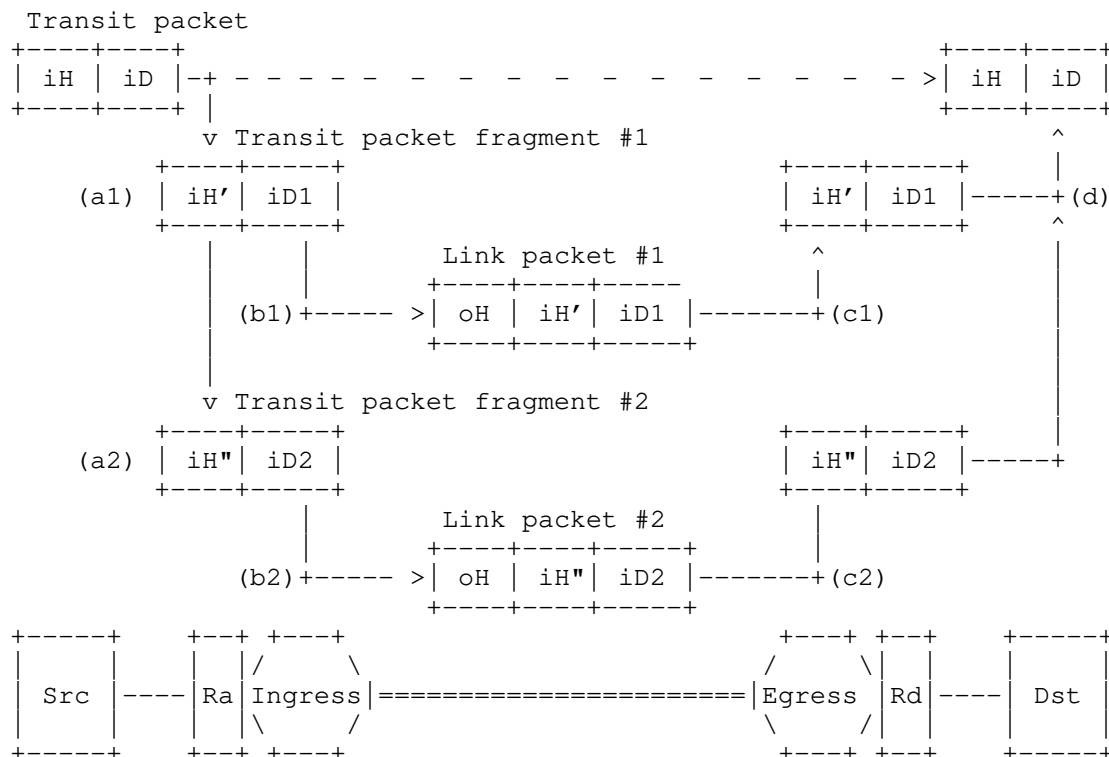 Transit packet
iH iD iH iD
Transit packet fragment #1
(a1) iH' iD1 iH' iD1 (d)
Link packet #1
(b1) oH iH' iD1 (c1)
Transit packet fragment #2
(a2) iH" iD2 iH" iD2
Link packet #2
(b2) oH iH" iD2 (c2)
Src Ra Ingress Egress Rd Dst